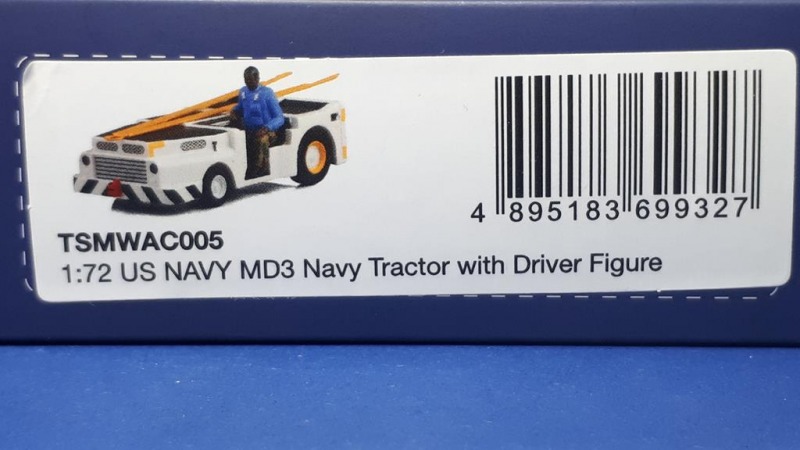 4 895183 699327
TSMWAC005
1:72 US NAVY MD3 Navy Tractor with Driver Figure